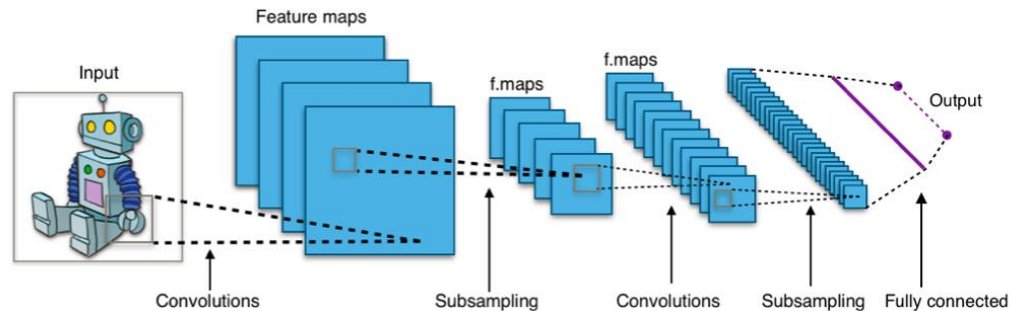 Feature maps
Input
f.maps
f.maps
Output
Convolutions
Subsampling
Convolutions
Subsampling
Fully connected